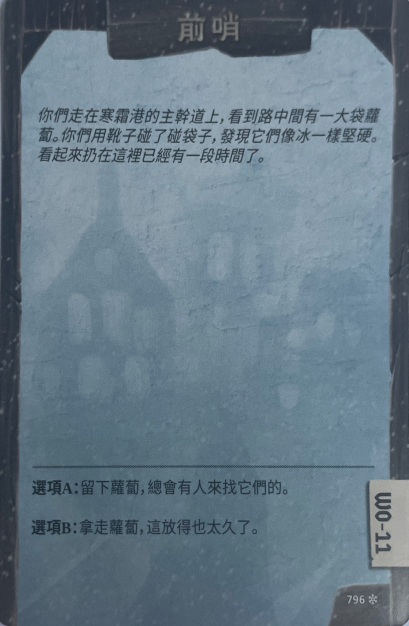 前哨
你們走在寒霜港的主幹道上，看到路中間有一大袋蘿
蔔。你們用靴子碰了碰袋子，發現它們像冰一樣堅硬。
看起來扔在這裡已經有一段時間了。
選項A：留下蘿蔔，總會有人來找它們的。
選項B：拿走蘿蔔，這放得也太久了。
WO-11
796